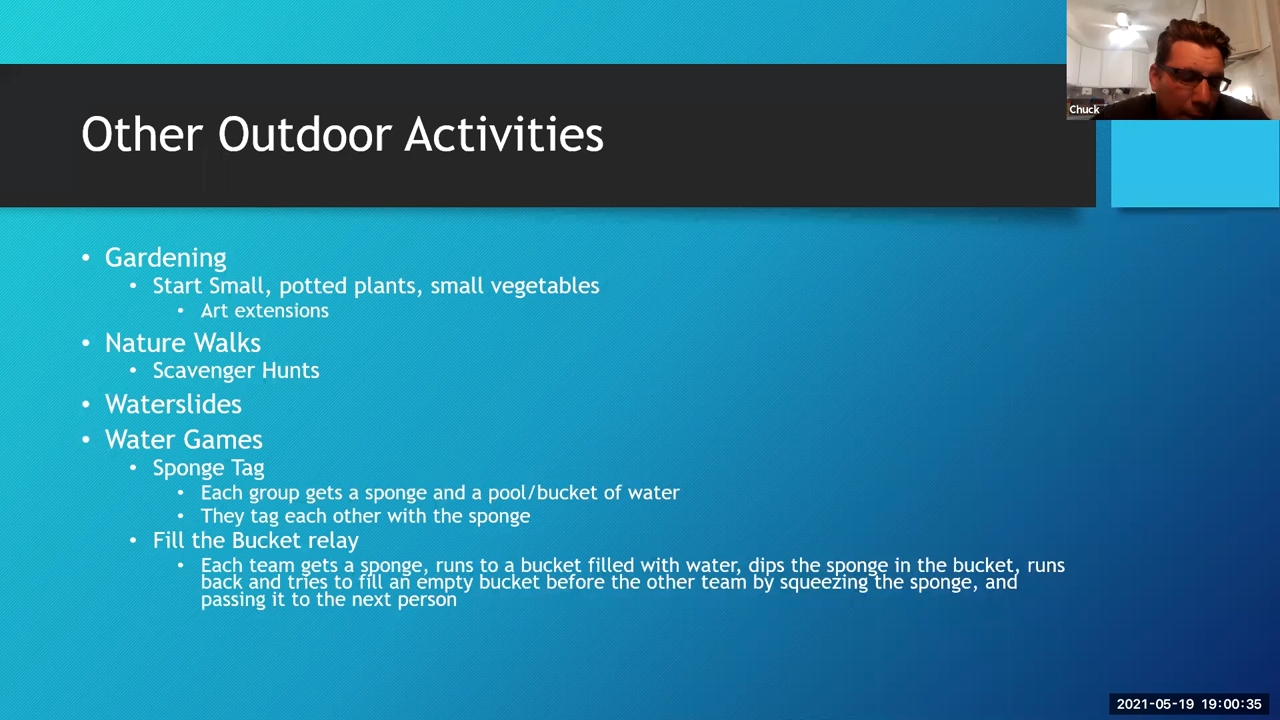 Chuck
Other Outdoor Activities
• Gardening
• Start Small, potted plants, small vegetables
• Art extensions
• Nature Walks
• Scavenger Hunts
• Waterslides
• Water Games
• Sponge Tag
• Each group gets a sponge and a pool/bucket of water
• They tag each other with the sponge
• Fill the Bucket relay
• Each team gets a sponge, runs to a bucket filled with water, dips the sponge in the bucket, runs
back and tries to fill an empty bucket before the other team by squeezing the sponge, and
passing it to the next person
2021-05-19 19:00:35